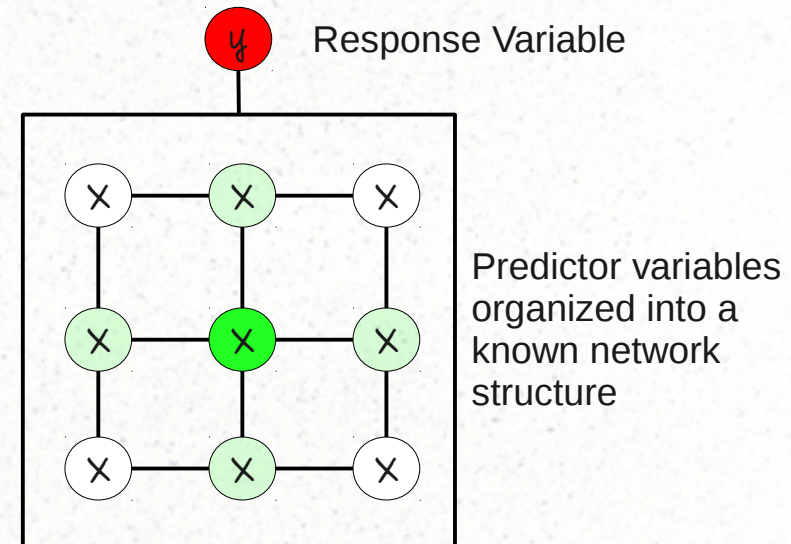 y Response Variable
X X X
Predictor variables
organized into a
X X X
known network
structure
X X X